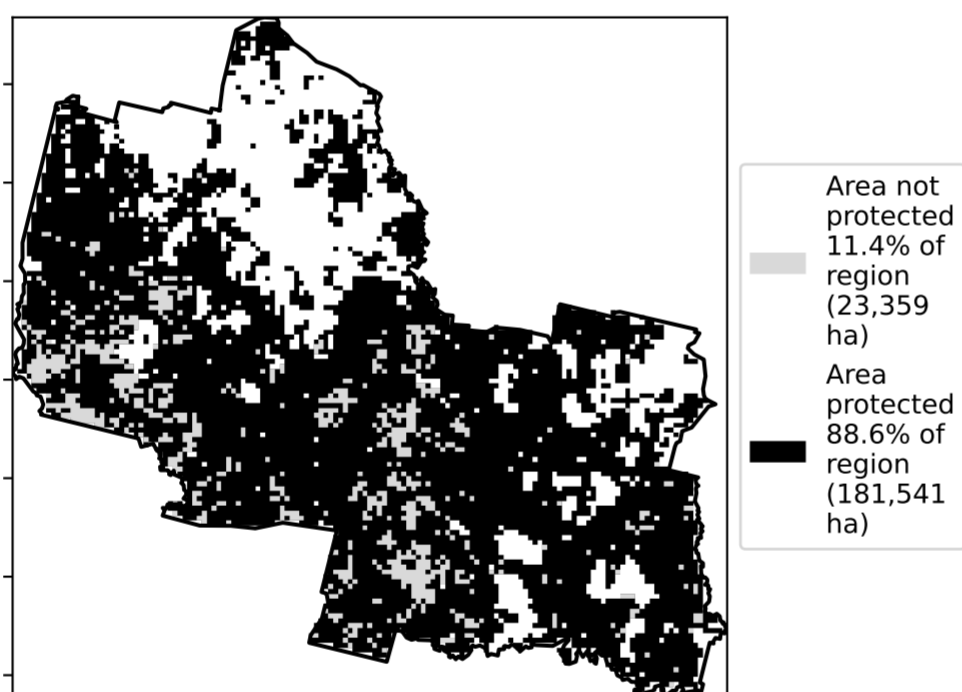 Area not
protected
11.4% of
region
(23,359
ha)
Area
protected
88.6% of
region
(181,541
ha)